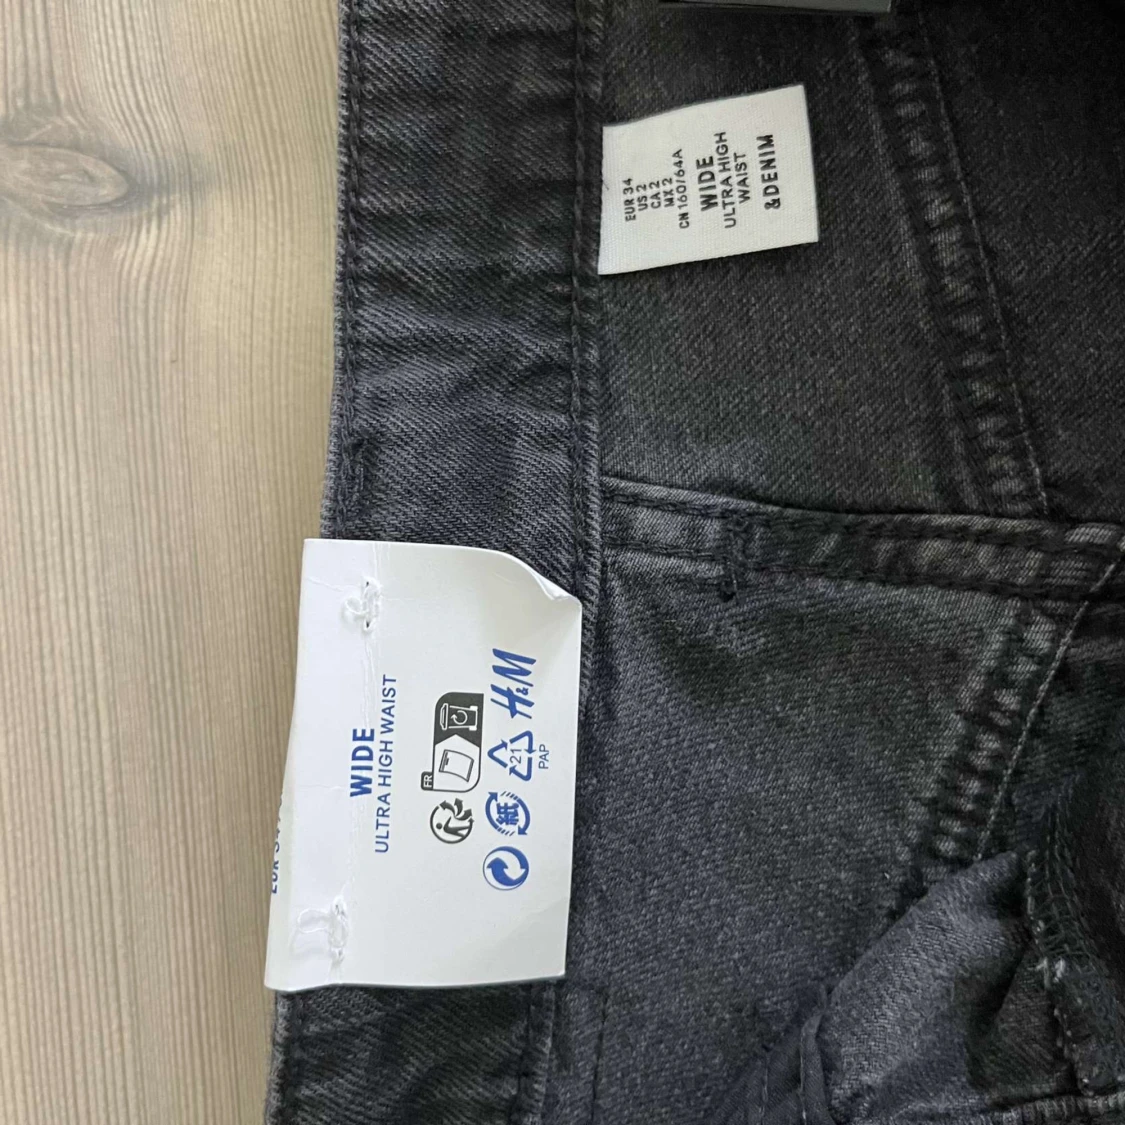 EUR 34
US 2
CA 2
MX 2
CN 160/64A
WIDE
ULTRA HIGH
WAIST
&DENIM
WIDE
ULTRA HIGH WAIST
FR
紙
21
PAP
H&M